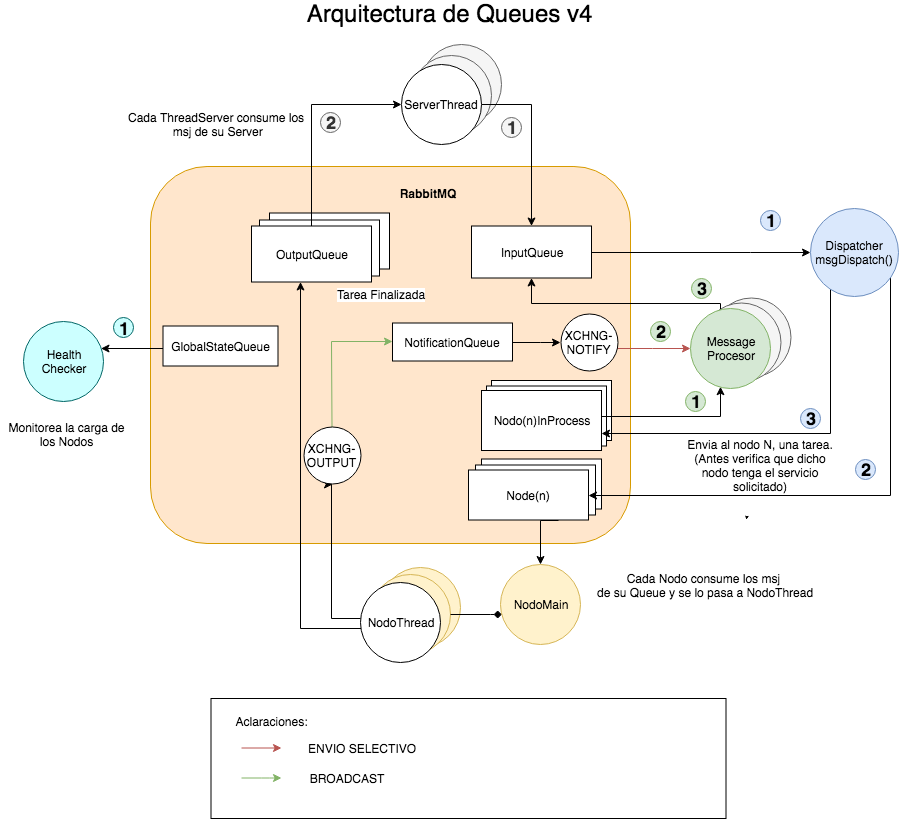 Arquitectura de Queues v4
ServerThread
Cada ThreadServer consume los
msj de su Server
2
1
RabbitMQ
OutputQueue
InputQueue
1
Dispatcher
msgDispatch()
Tarea Finalizada
3
1
Health
Checker
GlobalStateQueue
NotificationQueue
XCHNG-
NOTIFY
2
Message
Procesor
Monitorea la carga de
los Nodos
Nodo(n)InProcess
1
3
XCHNG-
OUTPUT
Envia al nodo N, una tarea.
(Antes verifica que dicho
nodo tenga el servicio
solicitado)
2
Node(n)
Cada Nodo consume los msj
de su Queue y se lo pasa a NodoThread
NodoThread
NodoMain
Aclaraciones:
ENVIO SELECTIVO
BROADCAST